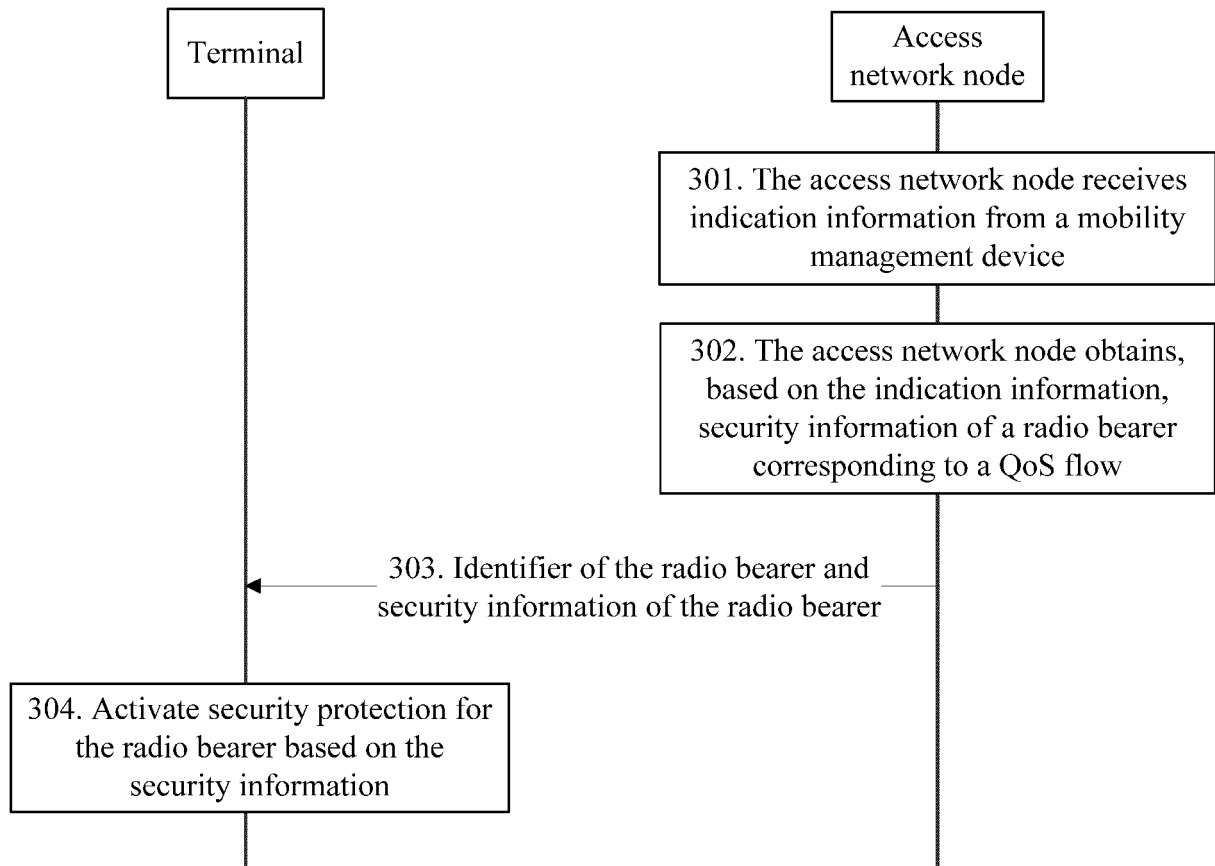 Terminal
Access
network node
301. The access network node receives
indication information from a mobility
management device
302. The access network node obtains,
based on the indication information,
security information of a radio bearer
corresponding to a QoS flow
303. Identifier of the radio bearer and
security information of the radio bearer
304. Activate security protection for
the radio bearer based on the
security information